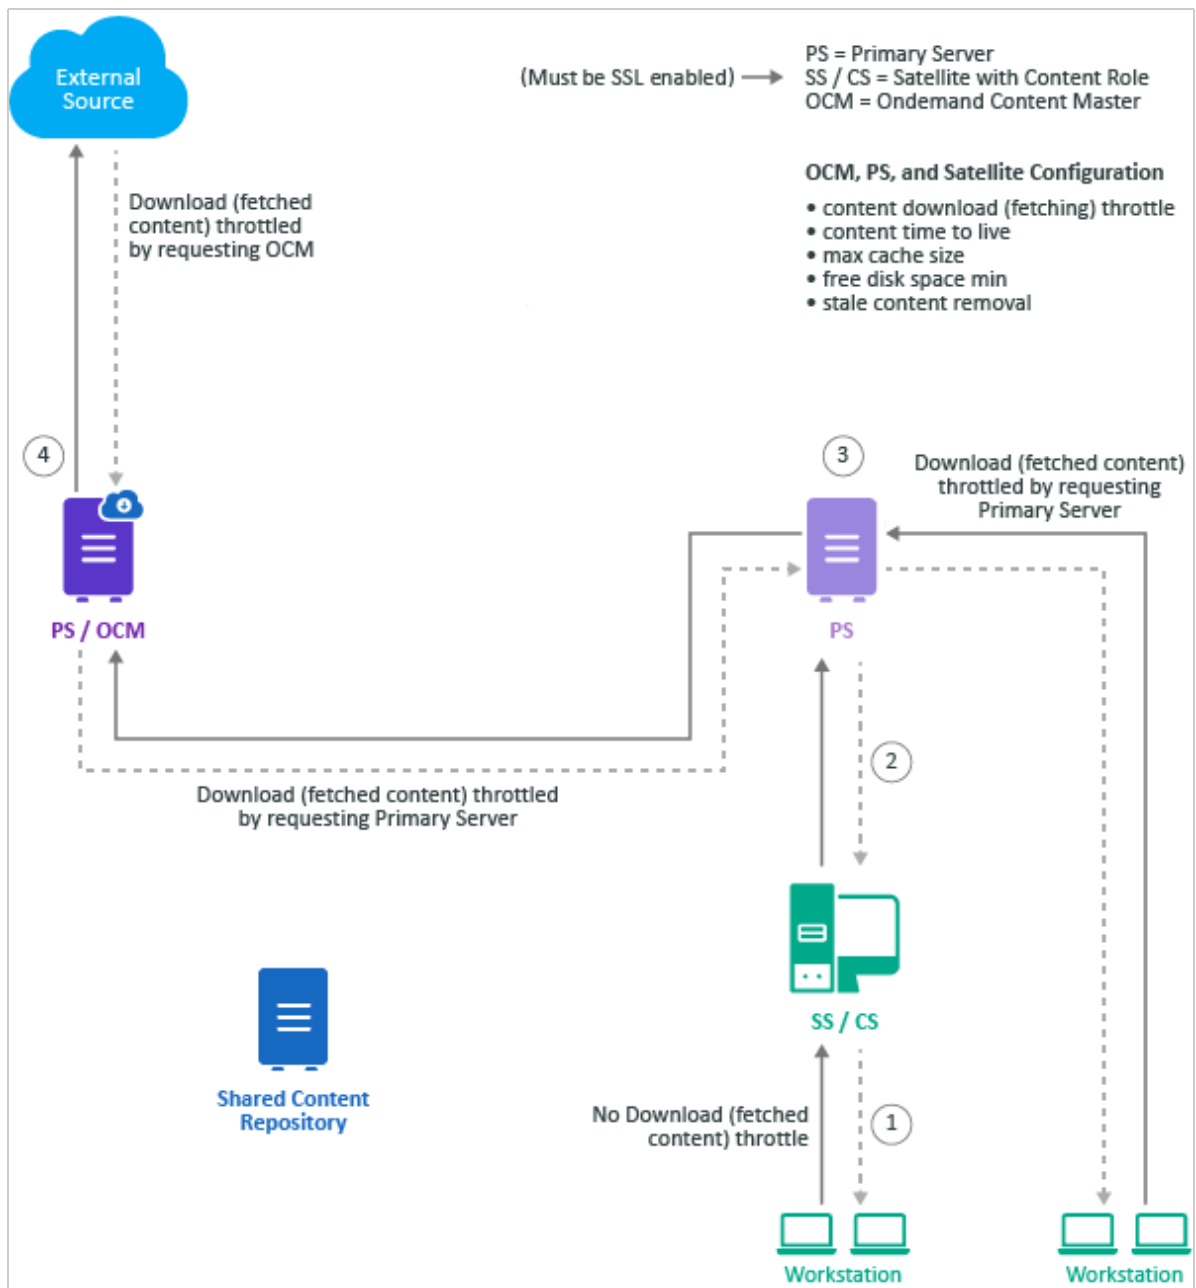 External
Source
(Must be SSL enabled)
PS = Primary Server
SS / CS = Satellite with Content Role
OCM = Ondemand Content Master
OCM, PS, and Satellite Configuration
• content download (fetching) throttle
• content time to live
• max cache size
• free disk space min
• stale content removal
Download (fetched
content) throttled
by requesting OCM
4
3
Download (fetched content)
throttled by requesting
Primary Server
PS / OCM
PS
2
Download (fetched content) throttled
by requesting Primary Server
SS / CS
Shared Content
Repository
No Download (fetched
content) throttle
1
Workstation
Workstation